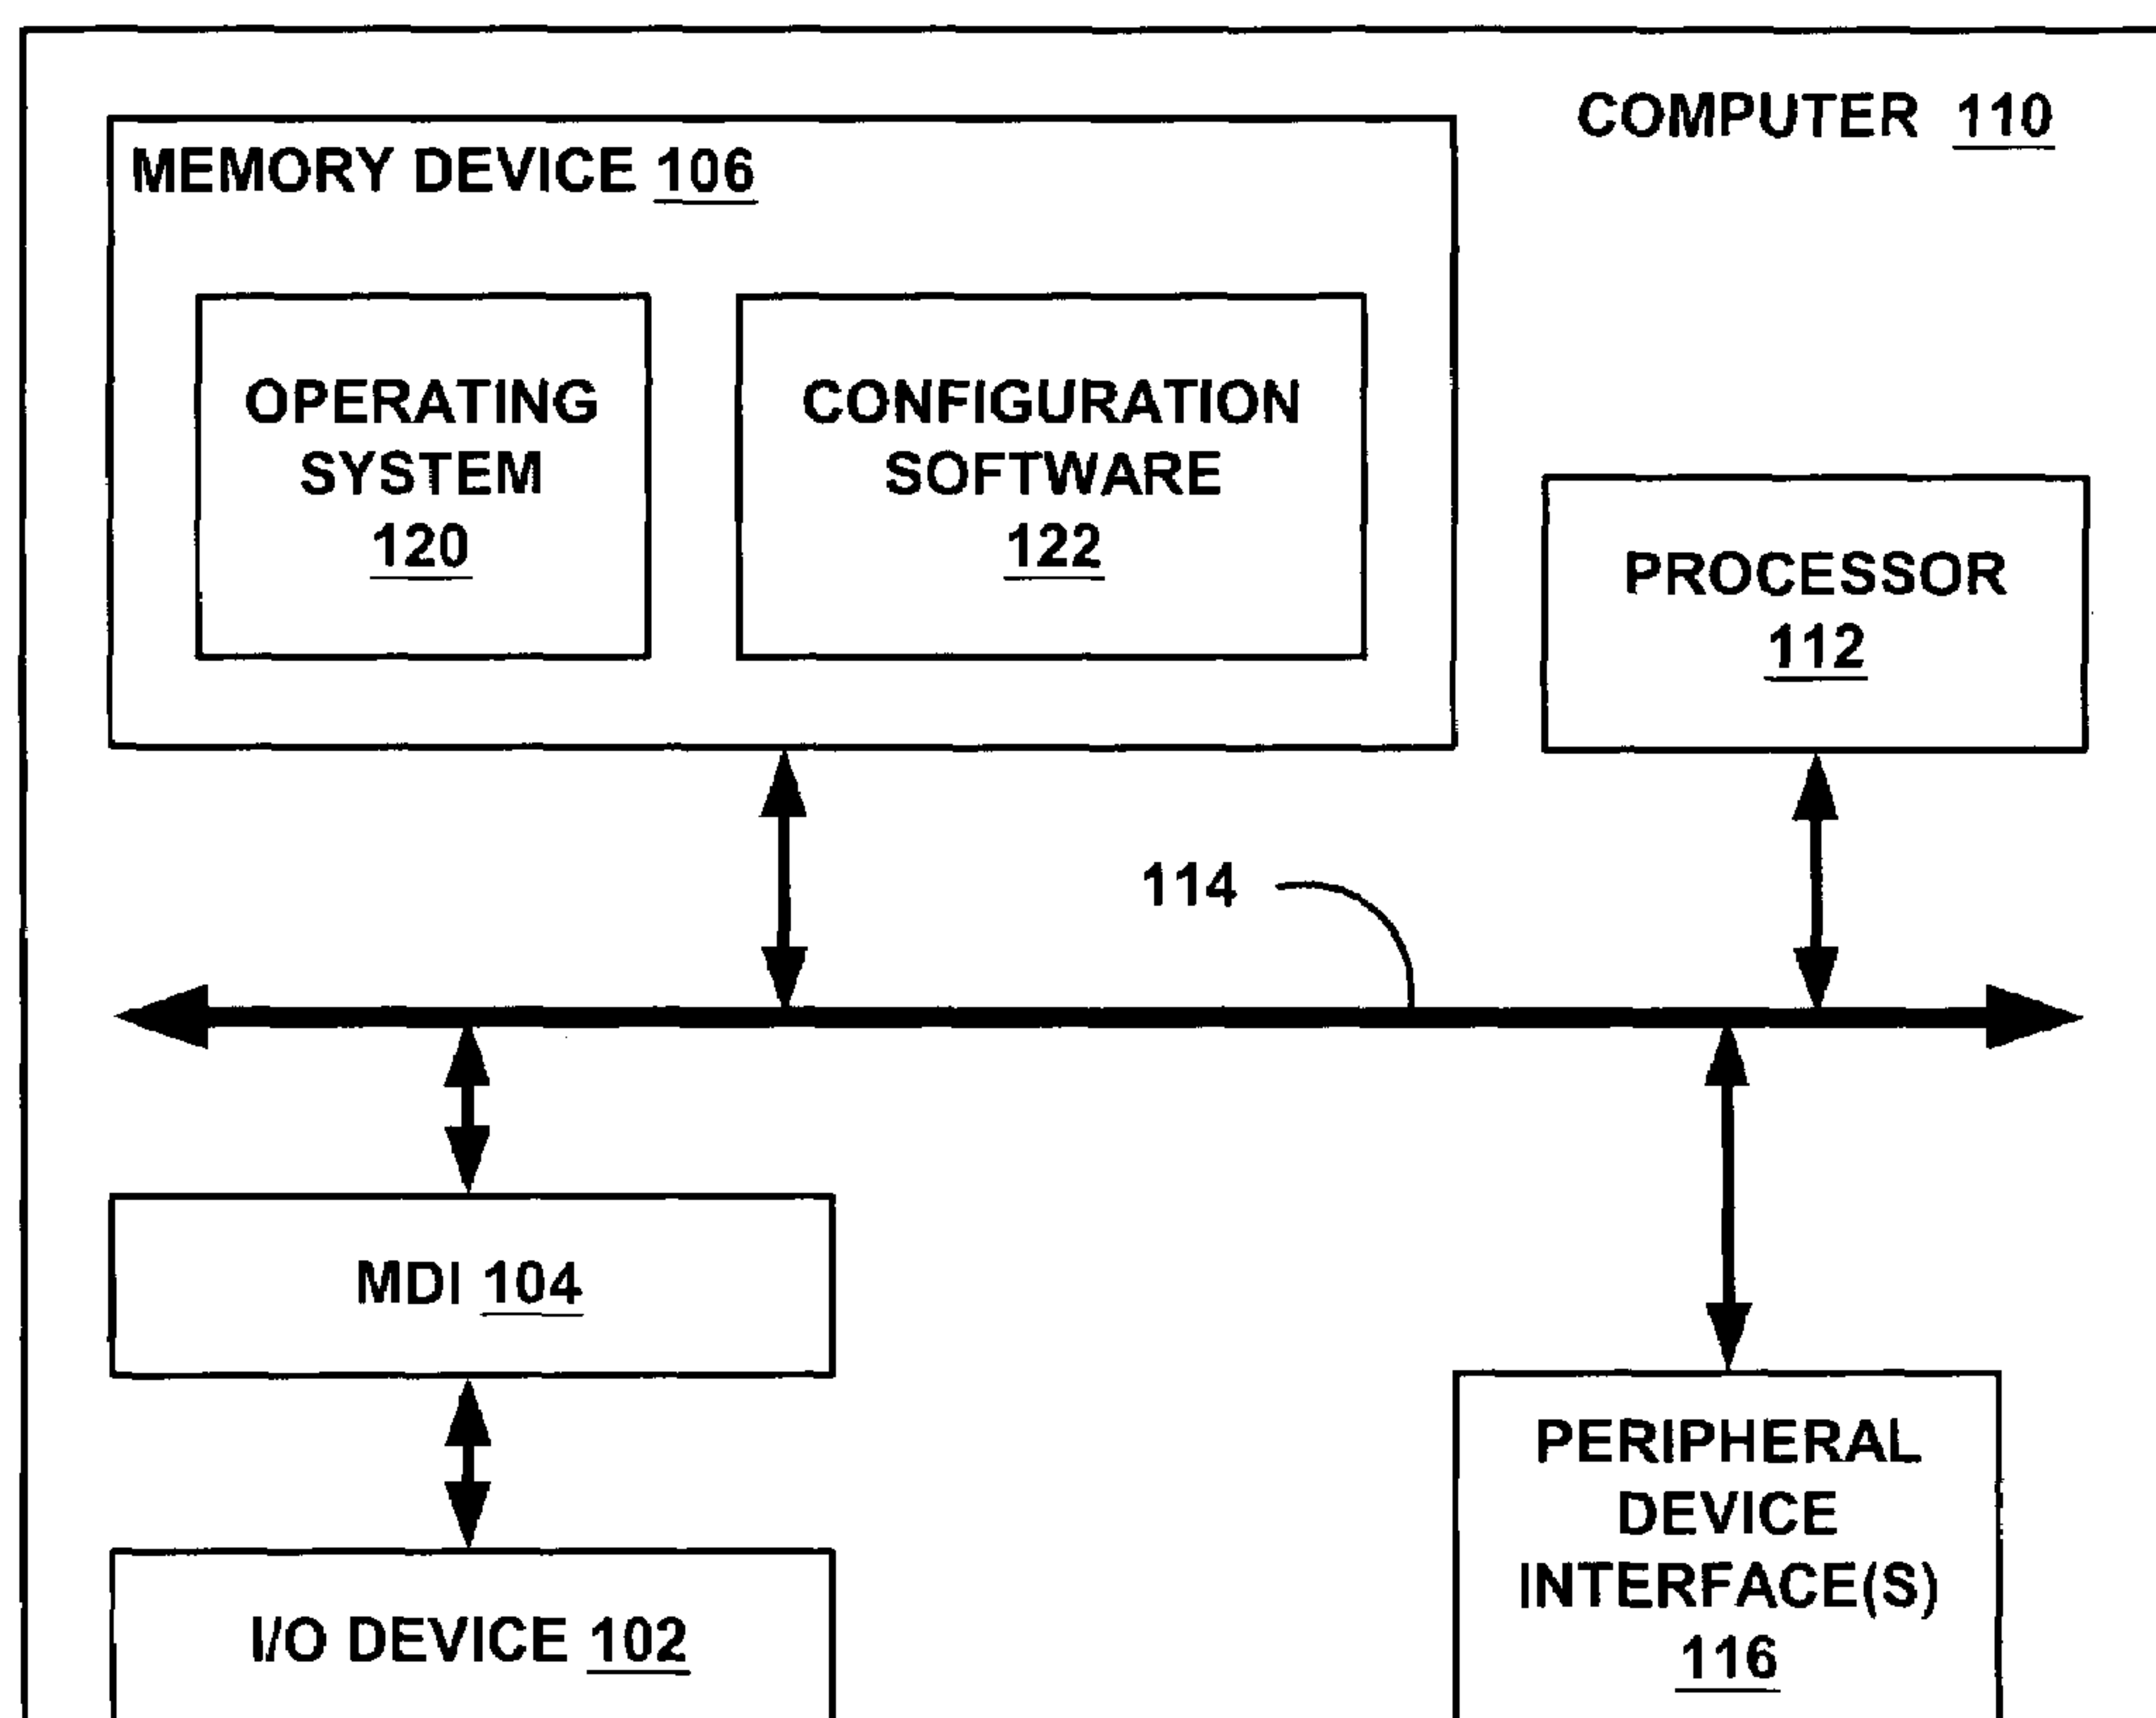 COMPUTER 110
MEMORY DEVICE 106
OPERATING
SYSTEM
120
CONFIGURATION
SOFTWARE
122
PROCESSOR
112
114
MDI 104
I/O DEVICE 102
PERIPHERAL
DEVICE
INTERFACE(S)
116